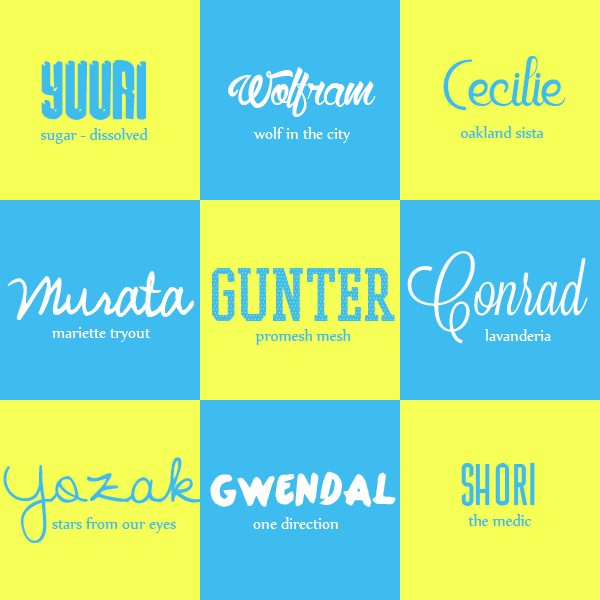 YUURI
sugar - dissolved
Wolfram
wolf in the city
Cecilie
oakland sista
Murata
mariette tryout
GUNTER
promesh mesh
Conrad
lavanderia
Yozak
stars from our eyes
GWENDAL
one direction
SHORI
the medic